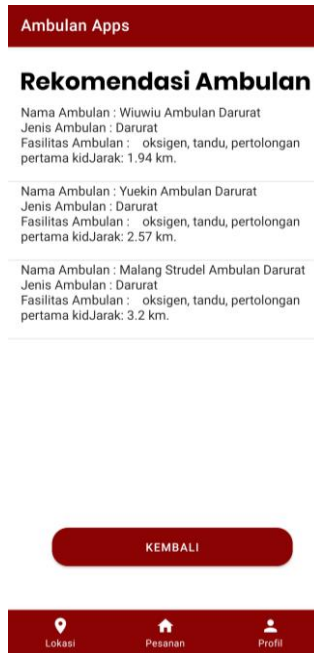 Ambulan Apps
Rekomendasi Ambulan
Nama Ambulan : Wiuwiu Ambulan Darurat
Jenis Ambulan : Darurat
Fasilitas Ambulan : oksigen, tandu, pertolongan
pertama kidJarak: 1.94 km.
Nama Ambulan : Yuekin Ambulan Darurat
Jenis Ambulan : Darurat
Fasilitas Ambulan : oksigen, tandu, pertolongan
pertama kidJarak: 2.57 km.
Nama Ambulan : Malang Strudel Ambulan Darurat
Jenis Ambulan : Darurat
Fasilitas Ambulan : oksigen, tandu, pertolongan
pertama kidJarak: 3.2 km.
KEMBALI
Lokasi Pesanan Profil